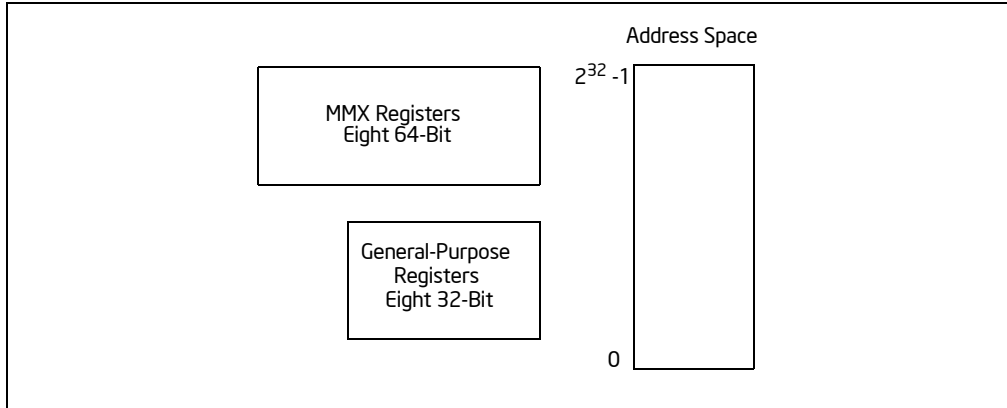 Address Space
2³² -1
MMX Registers
Eight 64-Bit
General-Purpose
Registers
Eight 32-Bit
0